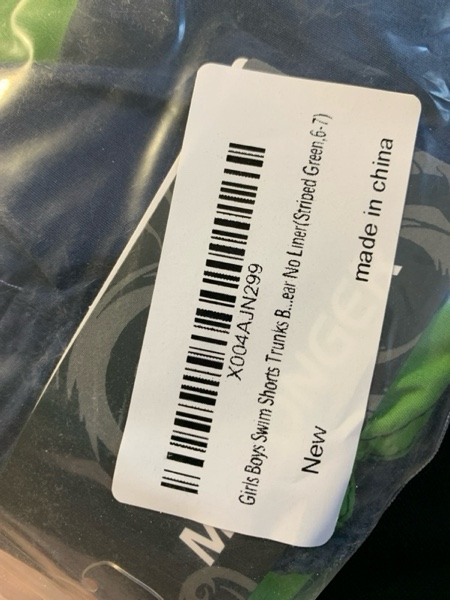 X004AJN299
Girls Boys Swim Shorts Trunks B...ear No Liner(Striped Green,6-7)
New
made in china